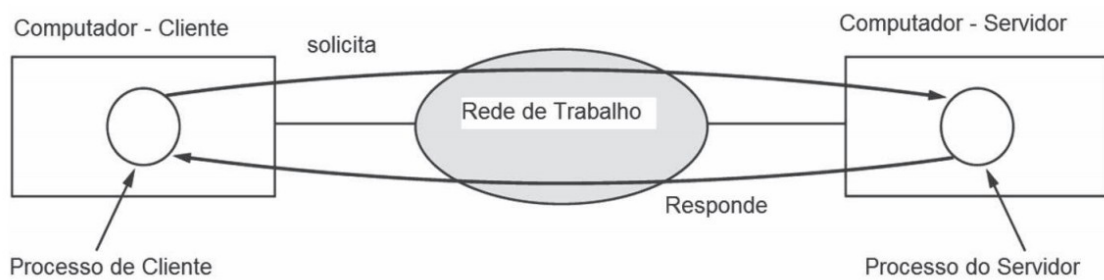 Computador - Cliente
Computador - Servidor
solicita
Rede de Trabalho
Responde
Processo de Cliente
Processo do Servidor